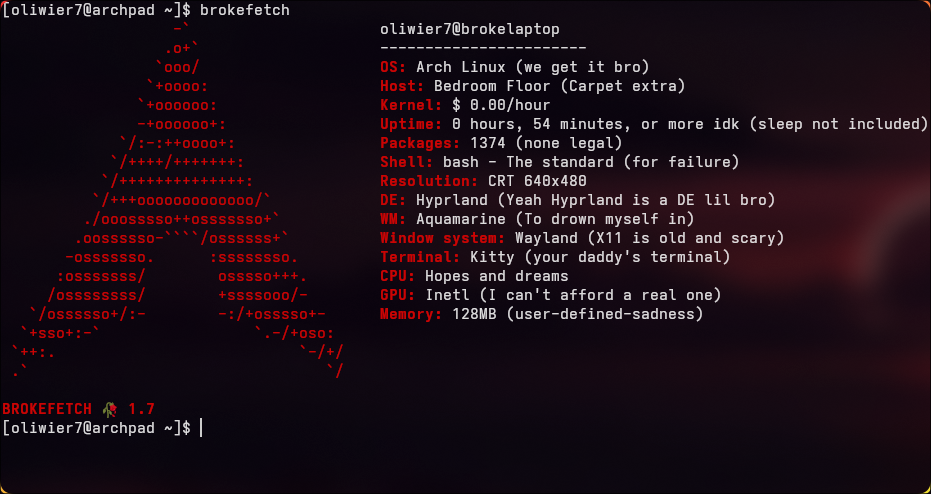 [oliwier7@archpad ~]$ brokefetch
-`
.o+`
`ooo/
`+oooo:
`+oooooo:
-+oooooo+:
`/:-:++oooo+:
`/++++/+++++++:
`/++++++++++++++:
`/+++ooooooooooooo/`
./ooosssso++osssssso+`
.oossssso-````/ossssss+`
-osssssso. :ssssssso.
:osssssss/ osssso+++.
/ossssssss/ +ssssooo/-
`/ossssso+/:- -:/+osssso+-
`+sso+:-` `.-/+oso:
`++:. `-/+/
.` `/
oliwier7@brokelaptop
-----------------------
OS: Arch Linux (we get it bro)
Host: Bedroom Floor (Carpet extra)
Kernel: $ 0.00/hour
Uptime: 0 hours, 54 minutes, or more idk (sleep not included)
Packages: 1374 (none legal)
Shell: bash - The standard (for failure)
Resolution: CRT 640x480
DE: Hyprland (Yeah Hyprland is a DE lil bro)
WM: Aquamarine (To drown myself in)
Window system: Wayland (X11 is old and scary)
Terminal: Kitty (your daddy's terminal)
CPU: Hopes and dreams
GPU: Inetl (I can't afford a real one)
Memory: 128MB (user-defined-sadness)
BROKEFETCH 🥀 1.7
[oliwier7@archpad ~]$